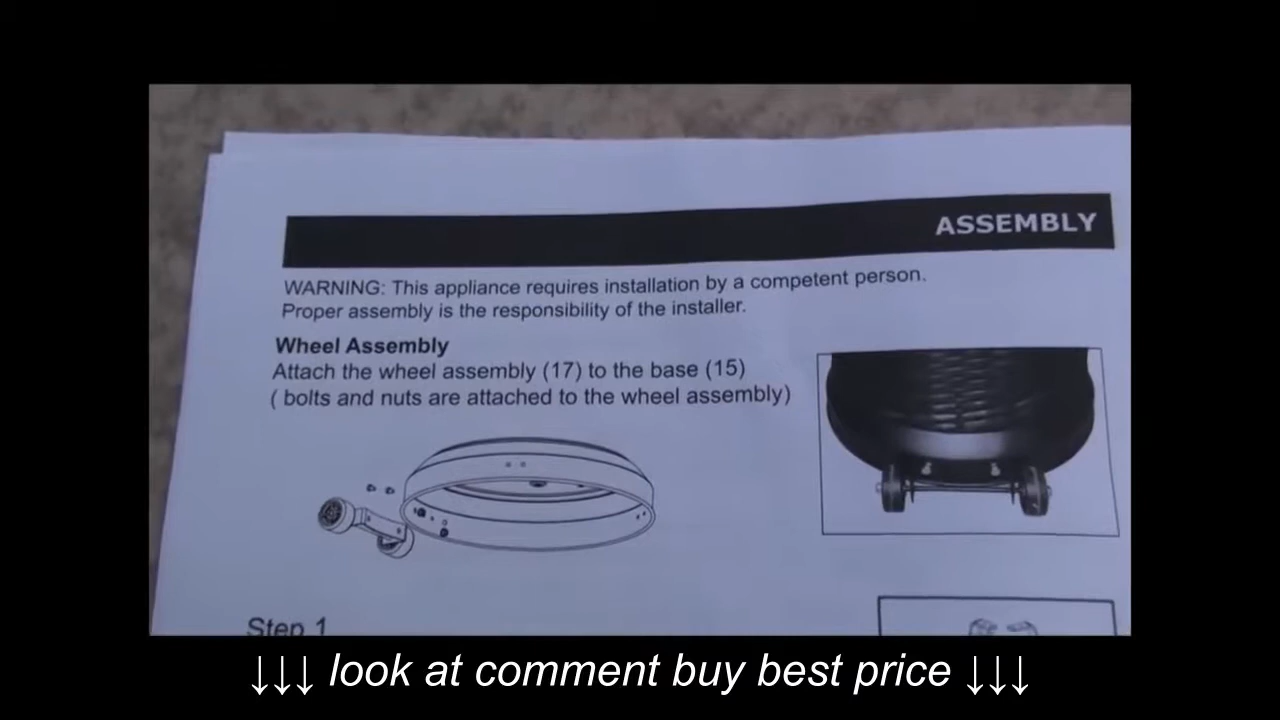 ASSEMBLY
WARNING: This appliance requires installation by a competent person.
Proper assembly is the responsibility of the installer.
Wheel Assembly
Attach the wheel assembly (17) to the base (15)
( bolts and nuts are attached to the wheel assembly)
Step 1
↓↓↓ look at comment buy best price ↓↓↓